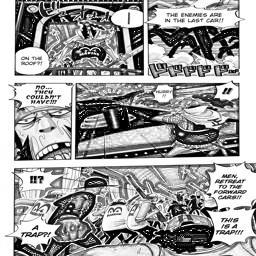 THE ENEMIES ARE
IN THE LAST CAR!!
ON THE
ROOF?!
!
HURRY
!!
!!
NO...
THEY
COULDN'T
HAVE!!!
MEN,
RETREAT TO
THE
FORWARD
CARS!!
THIS IS
A TRAP!!!
!!?
A
TRAP?!